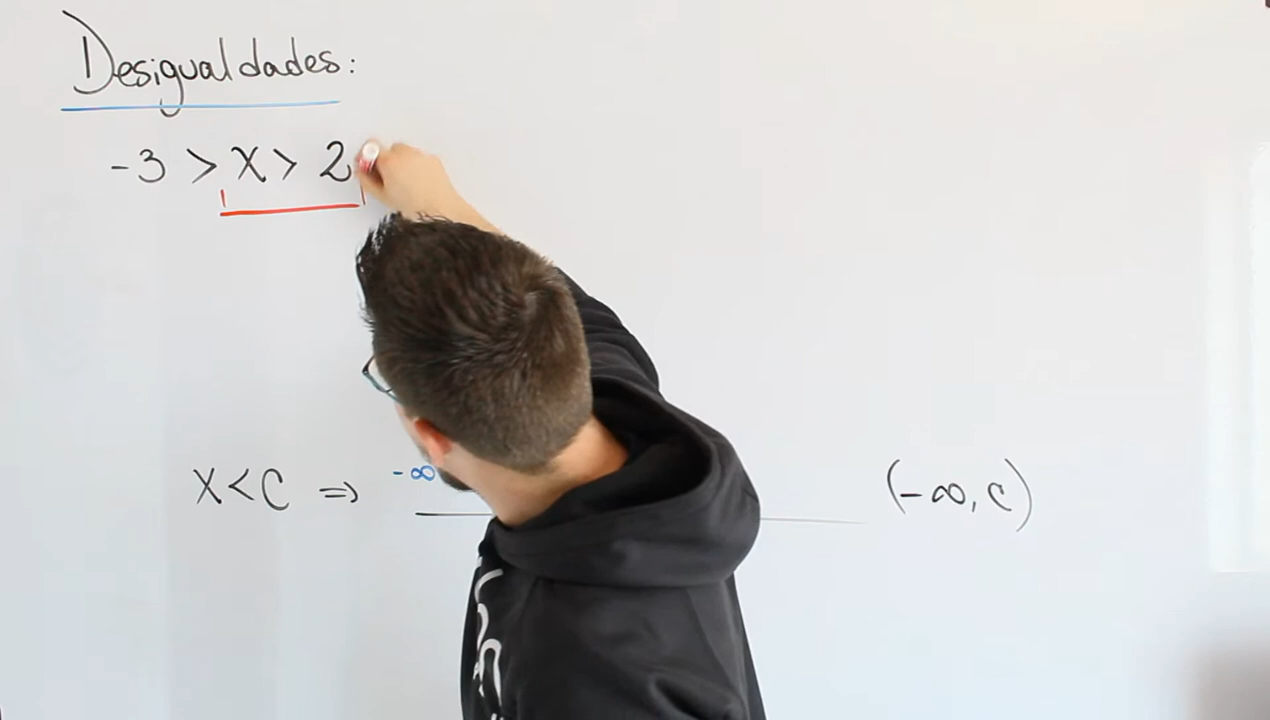 Desigualdades:
-3 > x > 2
x < c ⇒ -∞ (-∞, c)